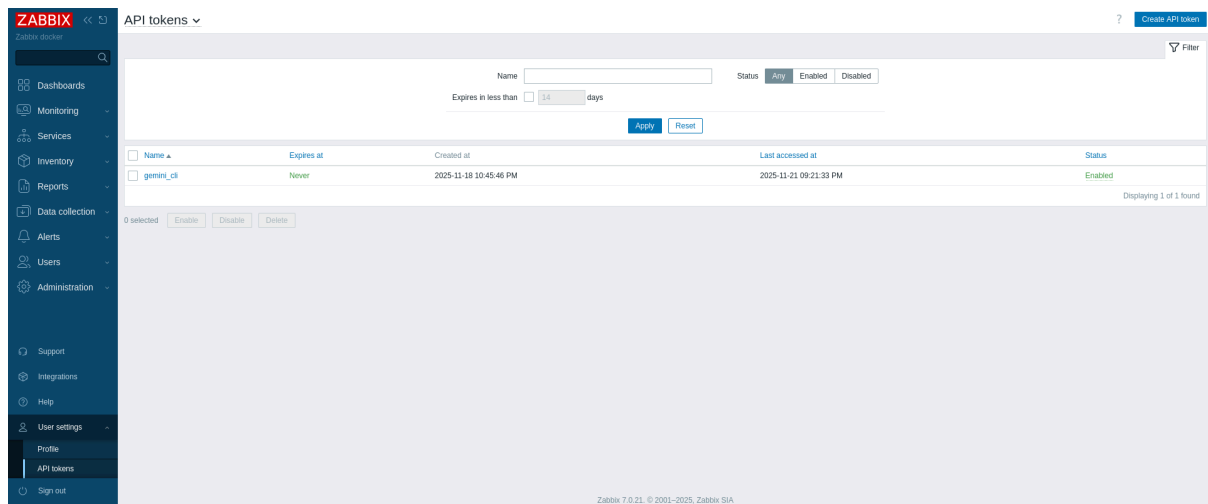 ZABBIX
Zabbix docker
Dashboards
Monitoring
Services
Inventory
Reports
Data collection
Alerts
Users
Administration
Support
Integrations
Help
User settings
Profile
API tokens
Sign out
API tokens
? Create API token
Filter
Name Status Any Enabled Disabled
Expires in less than 14 days
Apply Reset
Name Expires at Created at Last accessed at Status
gemini_cli Never 2025-11-18 10:45:46 PM 2025-11-21 09:21:33 PM Enabled
Displaying 1 of 1 found
0 selected Enable Disable Delete
Zabbix 7.0.21. © 2001–2025, Zabbix SIA